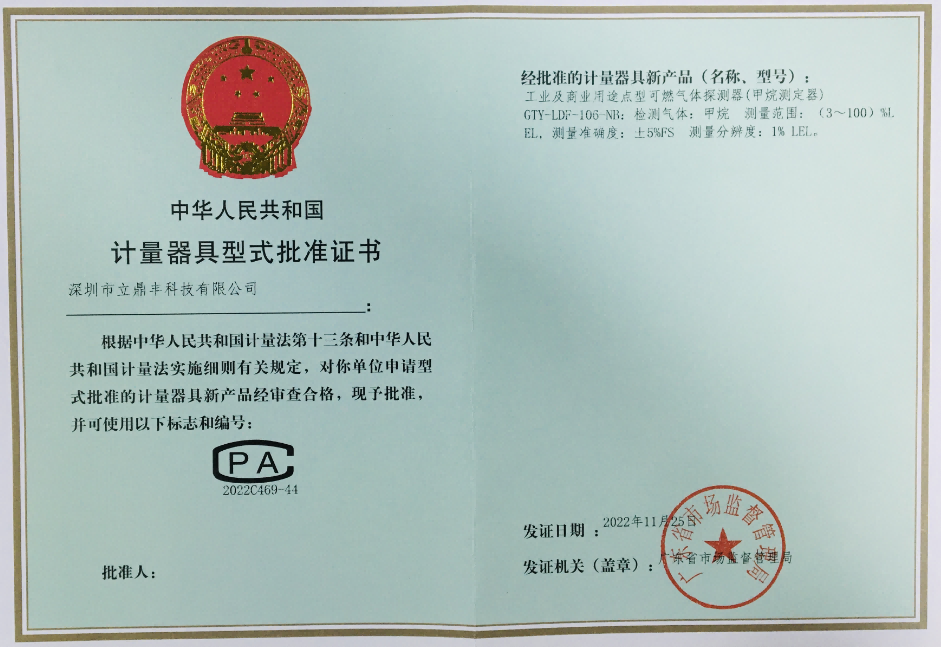 中华人民共和国
计量器具型式批准证书
深圳市立鼎丰科技有限公司
：
根据中华人民共和国计量法第十三条和中华人民
共和国计量法实施细则有关规定，对你单位申请型
式批准的计量器具新产品经审查合格，现予批准，
并可使用以下标志和编号：
CPA
2022C469-44
批准人：
经批准的计量器具新产品（名称、型号）：
工业及商业用途点型可燃气体探测器(甲烷测定器)
GTY-LDF-106-NB；检测气体：甲烷 测量范围：（3～100）%L
EL，测量准确度：±5%FS 测量分辨度：1% LEL。
发证日期 ：2022年11月25日
发证机关（盖章）：广东省市场监督管理局
广东省市场监督管理局